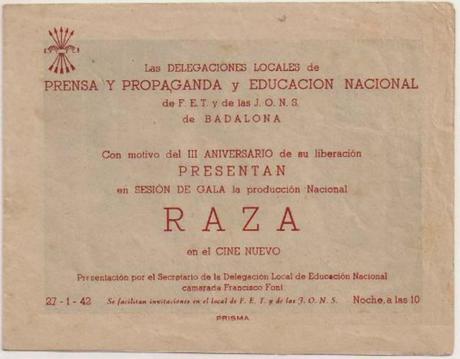 Las DELEGACIONES LOCALES de
PRENSA Y PROPAGANDA y EDUCACION NACIONAL
de F. E. T. y de las J. O. N. S.
de BADALONA
Con motivo del III ANIVERSARIO de su liberación
PRESENTAN
en SESIÓN DE GALA la producción Nacional
RAZA
en el CINE NUEVO
Presentación por el Secretario de la Delegación Local de Educación Nacional
camarada Francisco Font
27 - 1 - 42 Se facilitan invitaciones en el local de F. E. T. y de las J. O. N. S. Noche, a las 10
PRISMA